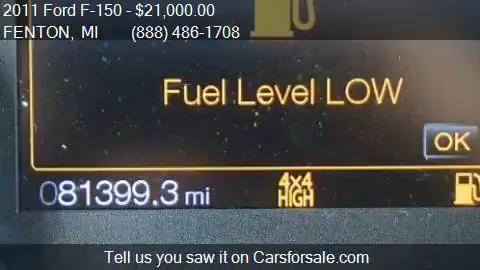 2011 Ford F-150 - $21,000.00
FENTON, MI (888) 486-1708
Fuel Level LOW
OK
081399.3 mi
4x4
HIGH
Tell us you saw it on Carsforsale.com